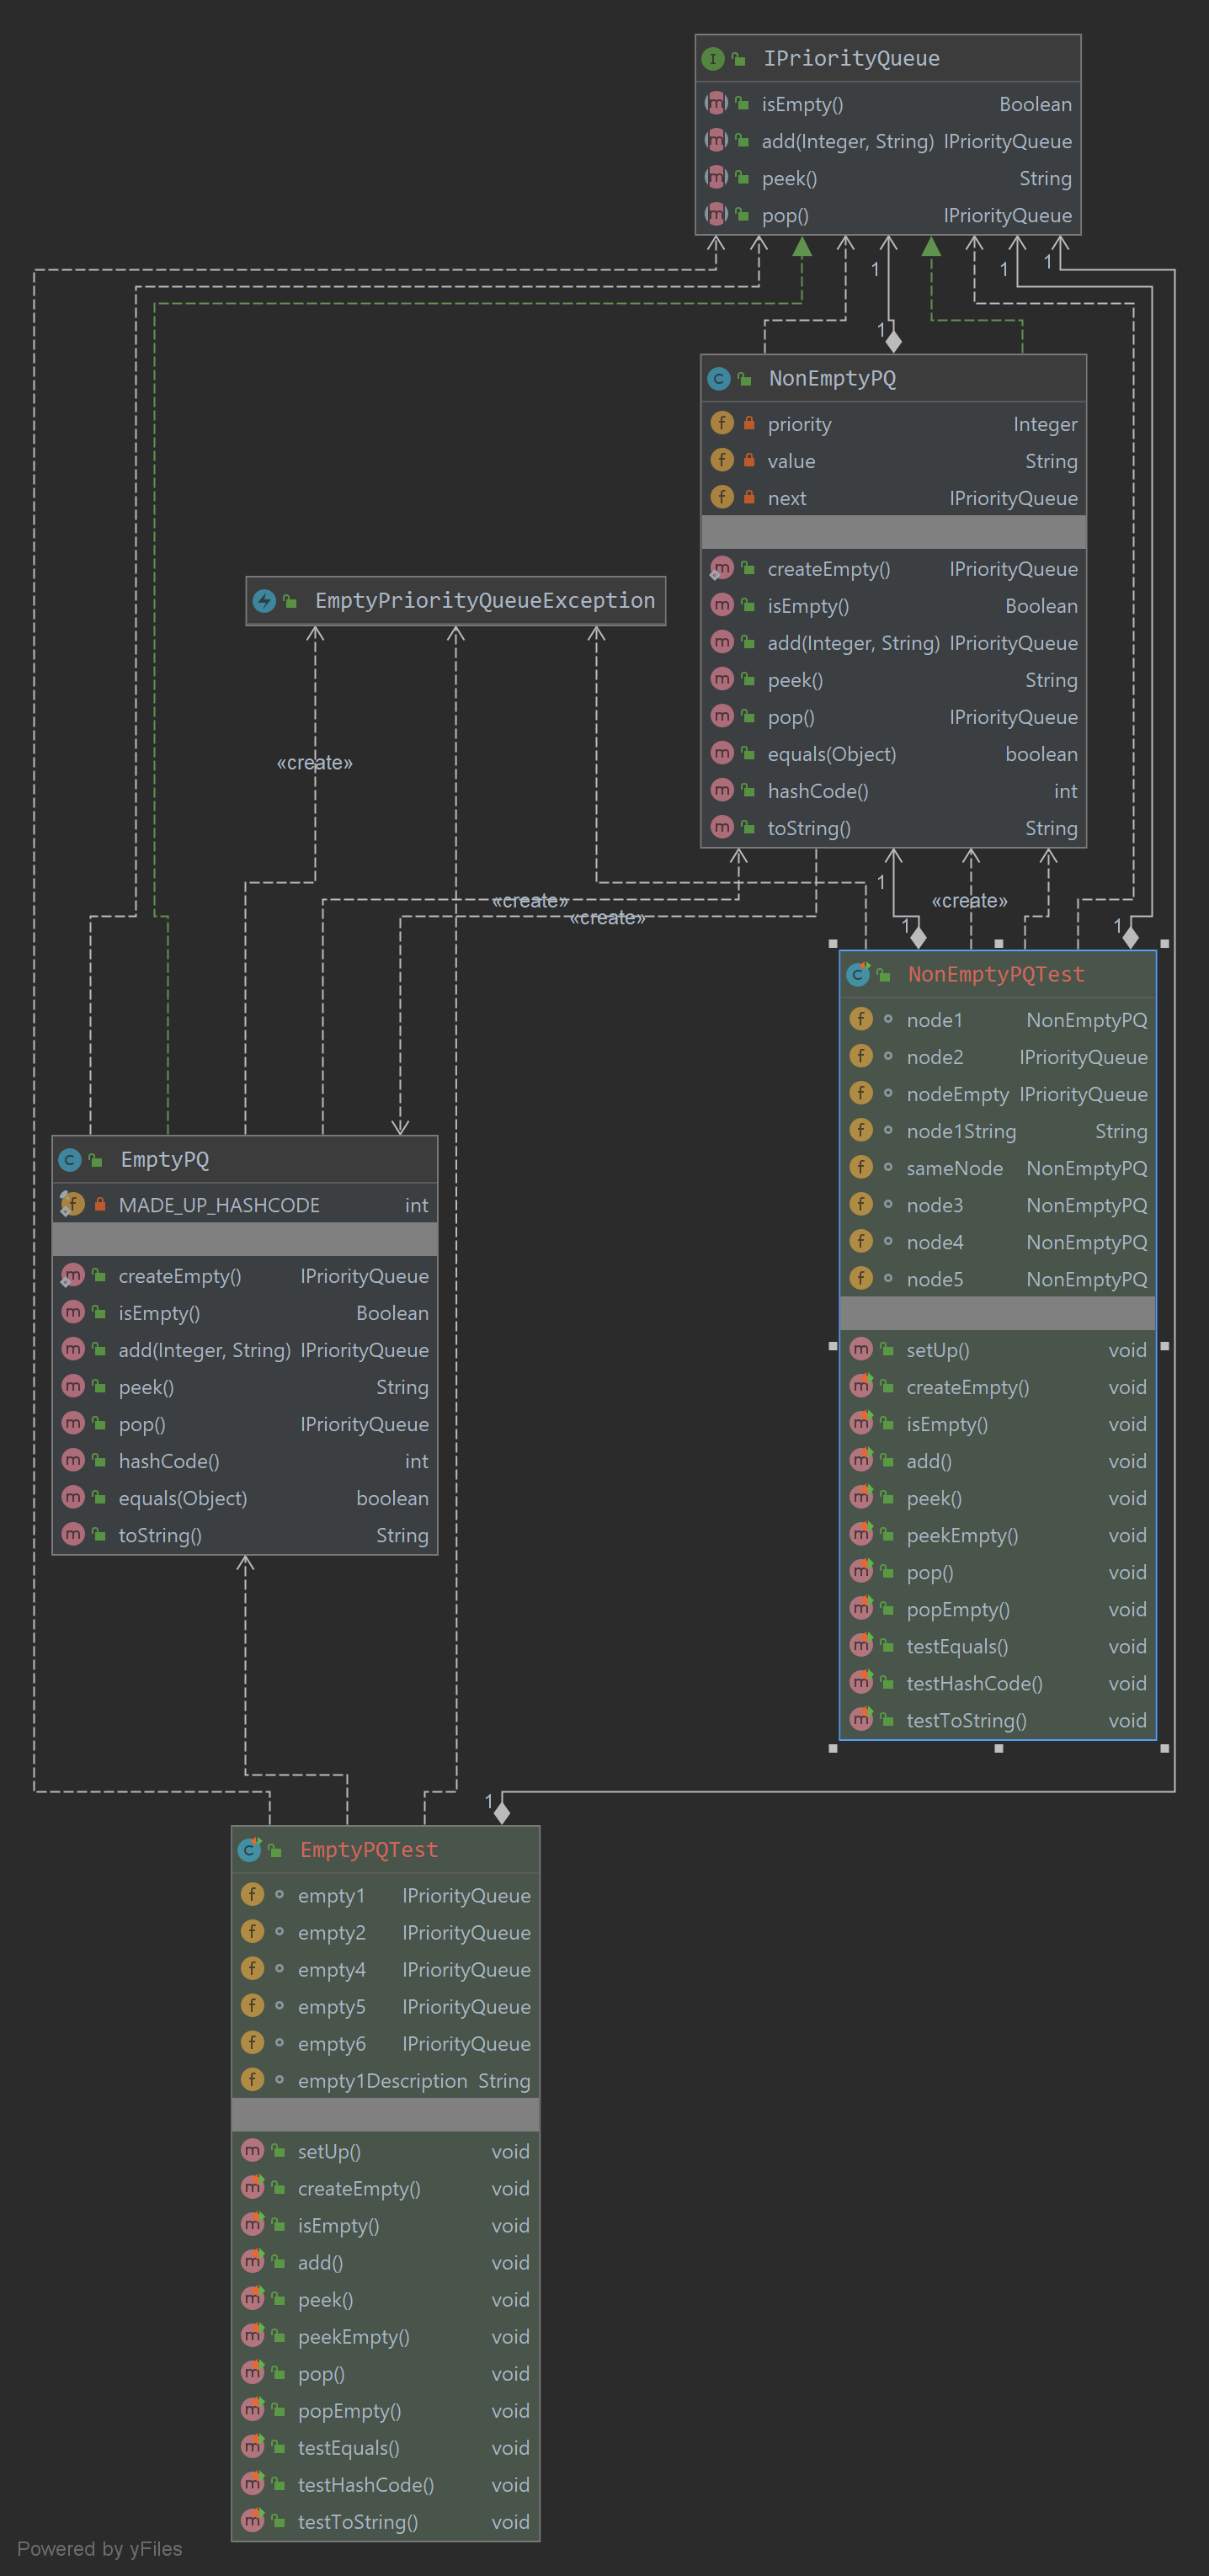 IPriorityQueue
isEmpty() Boolean
add(Integer, String) IPriorityQueue
peek() String
pop() IPriorityQueue
1
1
1
1
NonEmptyPQ
priority Integer
value String
next IPriorityQueue
createEmpty() IPriorityQueue
isEmpty() Boolean
add(Integer, String) IPriorityQueue
peek() String
pop() IPriorityQueue
equals(Object) boolean
hashCode() int
toString() String
EmptyPriorityQueueException
«create»
1
«create»
«create»
«create»
1
1
NonEmptyPQTest
node1 NonEmptyPQ
node2 IPriorityQueue
nodeEmpty IPriorityQueue
node1String String
sameNode NonEmptyPQ
node3 NonEmptyPQ
node4 NonEmptyPQ
node5 NonEmptyPQ
setUp() void
createEmpty() void
isEmpty() void
add() void
peek() void
peekEmpty() void
pop() void
popEmpty() void
testEquals() void
testHashCode() void
testToString() void
EmptyPQ
MADE_UP_HASHCODE int
createEmpty() IPriorityQueue
isEmpty() Boolean
add(Integer, String) IPriorityQueue
peek() String
pop() IPriorityQueue
hashCode() int
equals(Object) boolean
toString() String
1
EmptyPQTest
empty1 IPriorityQueue
empty2 IPriorityQueue
empty4 IPriorityQueue
empty5 IPriorityQueue
empty6 IPriorityQueue
empty1Description String
setUp() void
createEmpty() void
isEmpty() void
add() void
peek() void
peekEmpty() void
pop() void
popEmpty() void
testEquals() void
testHashCode() void
testToString() void
Powered by yFiles